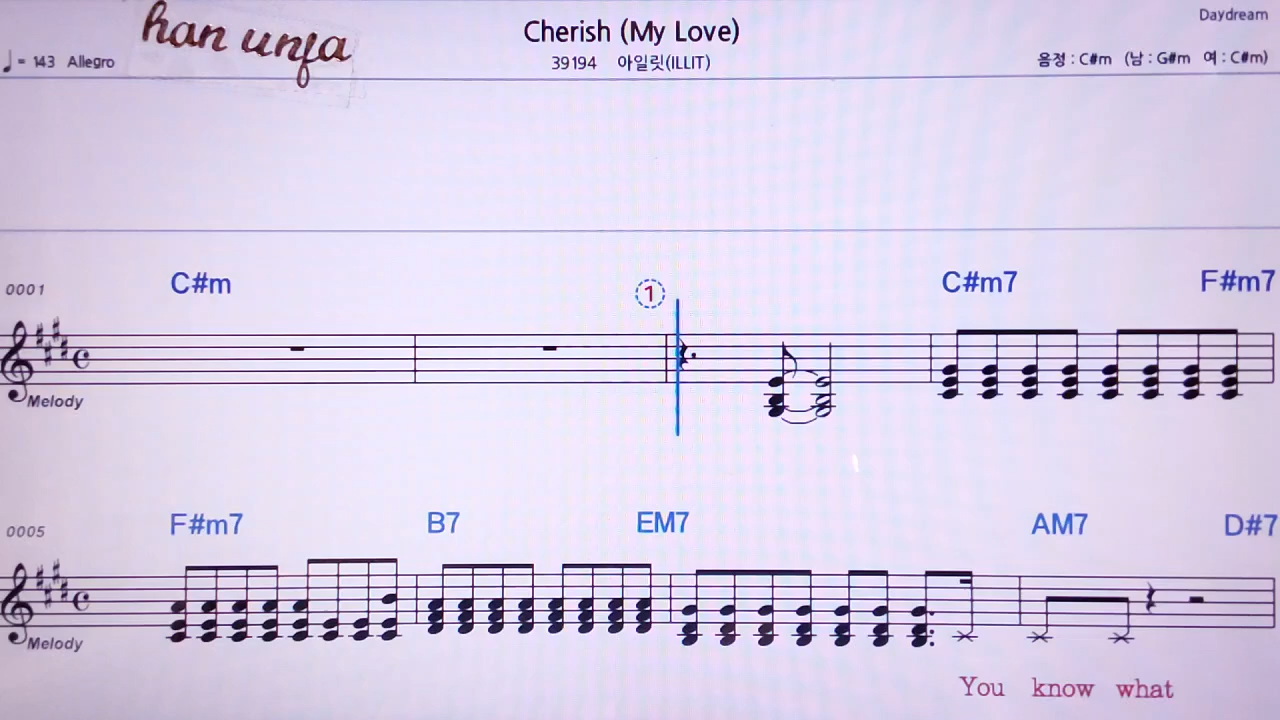 Daydream
han unfa
Cherish (My Love)
♩= 143 Allegro
39194 아일릿(ILLIT)
음정 : C#m (남 : G#m 여 : C#m)
C#m
1
C#m7
F#m7
0001
Melody
F#m7
B7
EM7
AM7
D#7
0005
Melody
You know what